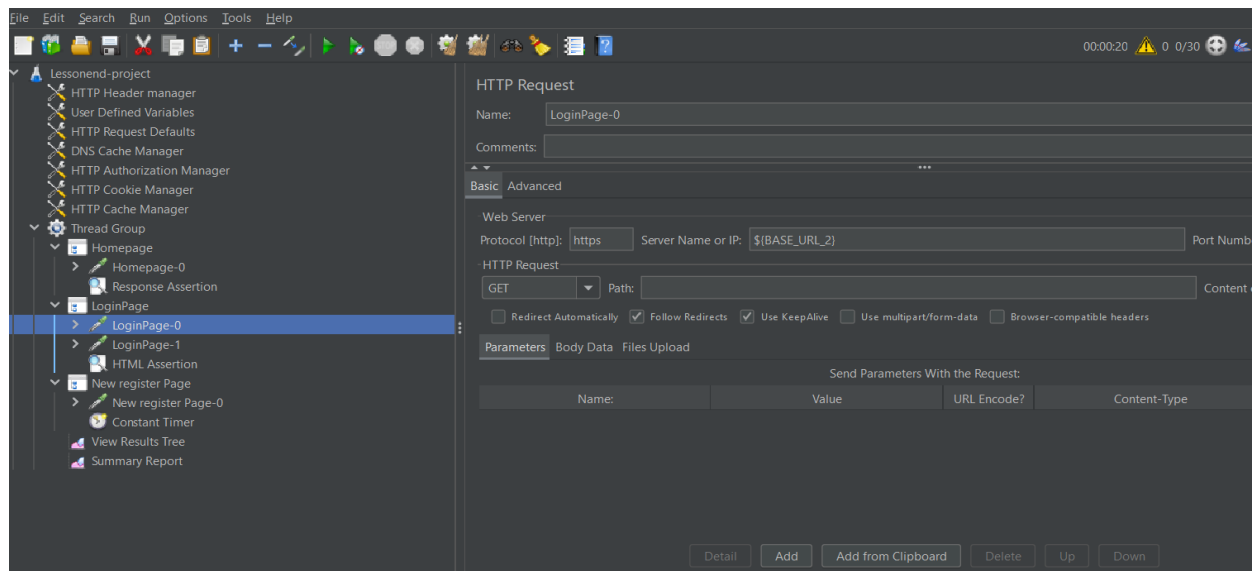 File Edit Search Run Options Tools Help
00:00:20 0 0/30
Lessonend-project
HTTP Header manager
User Defined Variables
HTTP Request Defaults
DNS Cache Manager
HTTP Authorization Manager
HTTP Cookie Manager
HTTP Cache Manager
Thread Group
Homepage
Homepage-0
Response Assertion
LoginPage
LoginPage-0
LoginPage-1
HTML Assertion
New register Page
New register Page-0
Constant Timer
View Results Tree
Summary Report
HTTP Request
Name: LoginPage-0
Comments:
Basic Advanced
Web Server
Protocol [http]: https Server Name or IP: ${BASE_URL_2} Port Numb
HTTP Request
GET Path: Content
Redirect Automatically Follow Redirects Use KeepAlive Use multipart/form-data Browser-compatible headers
Parameters Body Data Files Upload
Send Parameters With the Request:
Name: Value URL Encode? Content-Type
Detail Add Add from Clipboard Delete Up Down